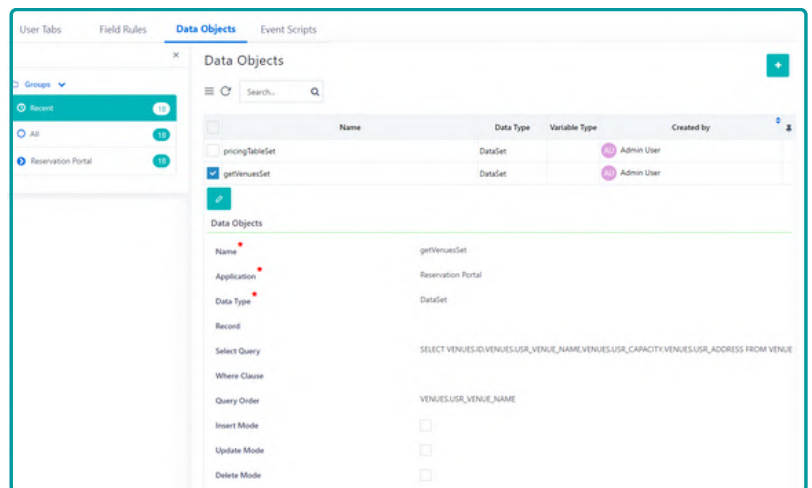 User Tabs Field Rules Data Objects Event Scripts
×
Groups
Recent 18
All 18
Reservation Portal 18
Data Objects
+
Search...
Name Data Type Variable Type Created by
pricingTableSet DataSet AU Admin User
getVenuesSet DataSet AU Admin User
Data Objects
Name * getVenuesSet
Application * Reservation Portal
Data Type * DataSet
Record
Select Query SELECT VENUES.ID,VENUES.USR_VENUE_NAME,VENUES.USR_CAPACITY,VENUES.USR_ADDRESS FROM VENUE
Where Clause
Query Order VENUES.USR_VENUE_NAME
Insert Mode
Update Mode
Delete Mode